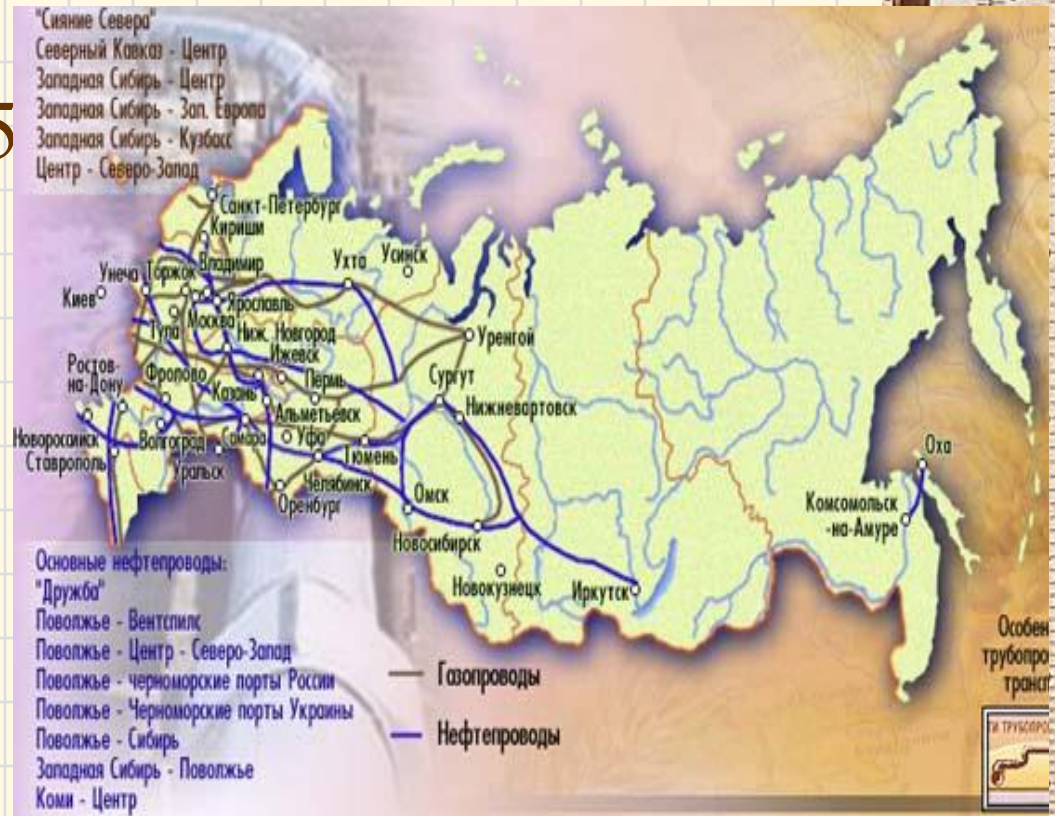 "Сияние Севера"
Северный Кавказ - Центр
Западная Сибирь - Центр
Западная Сибирь - Зап. Европа
Западная Сибирь - Кузбасс
Центр - Северо-Запад
Санкт-Петербург
Кириши
Унеча
Торжок
Владимир
Ухта
Усинск
Киев
Ярославль
Тула
Москва
Ниж. Новгород
Уренгой
Ижевск
Ростов-
на-Дону
Фролово
Казань
Пермь
Сургут
Альметьевск
Нижневартовск
Новоросийск
Ставрополь
Волгоград
Самара
Уфа
Тюмень
Уральск
Челябинск
Оренбург
Омск
Новосибирск
Новокузнецк
Иркутск
Оха
Комсомольск
-на-Амуре
Основные нефтепроводы:
"Дружба"
Поволжье - Вентспилс
Поволжье - Центр - Северо-Запад
Поволжье - черноморские порты России
Поволжье - Черноморские порты Украины
Поволжье - Сибирь
Западная Сибирь - Поволжье
Коми - Центр
Газопроводы
Нефтепроводы
Особен
трубопро
трансп